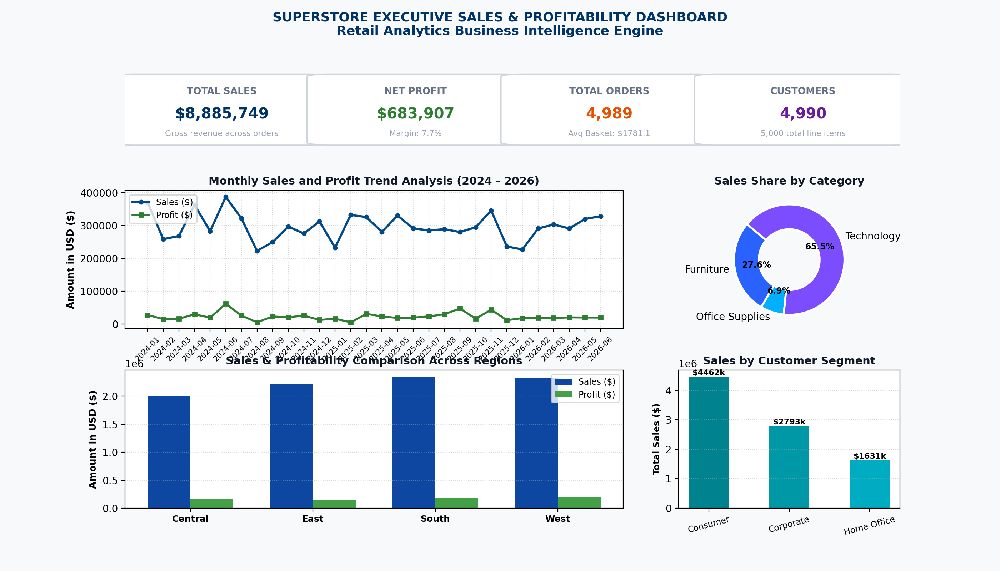 SUPERSTORE EXECUTIVE SALES & PROFITABILITY DASHBOARD
Retail Analytics Business Intelligence Engine
TOTAL SALES
$8,885,749
Gross revenue across orders
NET PROFIT
$683,907
Margin: 7.7%
TOTAL ORDERS
4,989
Avg Basket: $1781.1
CUSTOMERS
4,990
5,000 total line items
Monthly Sales and Profit Trend Analysis (2024 - 2026)
Amount in USD ($)
400000
300000
200000
100000
0
Sales ($)
Profit ($)
2024-01
2024-02
2024-03
2024-04
2024-05
2024-06
2024-07
2024-08
2024-09
2024-10
2024-11
2024-12
2025-01
2025-02
2025-03
2025-04
2025-05
2025-06
2025-07
2025-08
2025-09
2025-10
2025-11
2025-12
2026-01
2026-02
2026-03
2026-04
2026-05
2026-06
Sales Share by Category
Technology
65.5%
Furniture
27.6%
6.9%
Office Supplies
Sales & Profitability Comparison Across Regions
1e6
Amount in USD ($)
2.0
1.5
1.0
0.5
0.0
Sales ($)
Profit ($)
Central
East
South
West
Sales by Customer Segment
1e6
Total Sales ($)
4
3
2
1
0
$4462k
$2793k
$1631k
Consumer
Corporate
Home Office